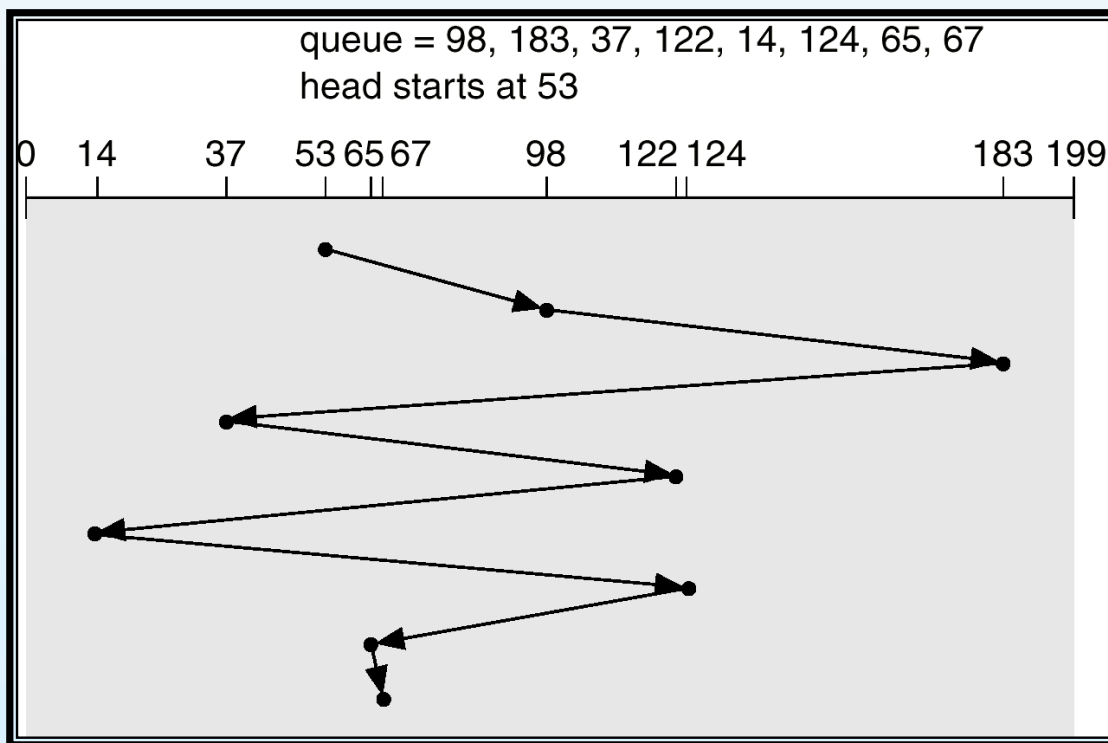 queue = 98, 183, 37, 122, 14, 124, 65, 67
head starts at 53
0 14 37 53 65 67 98 122 124 183 199